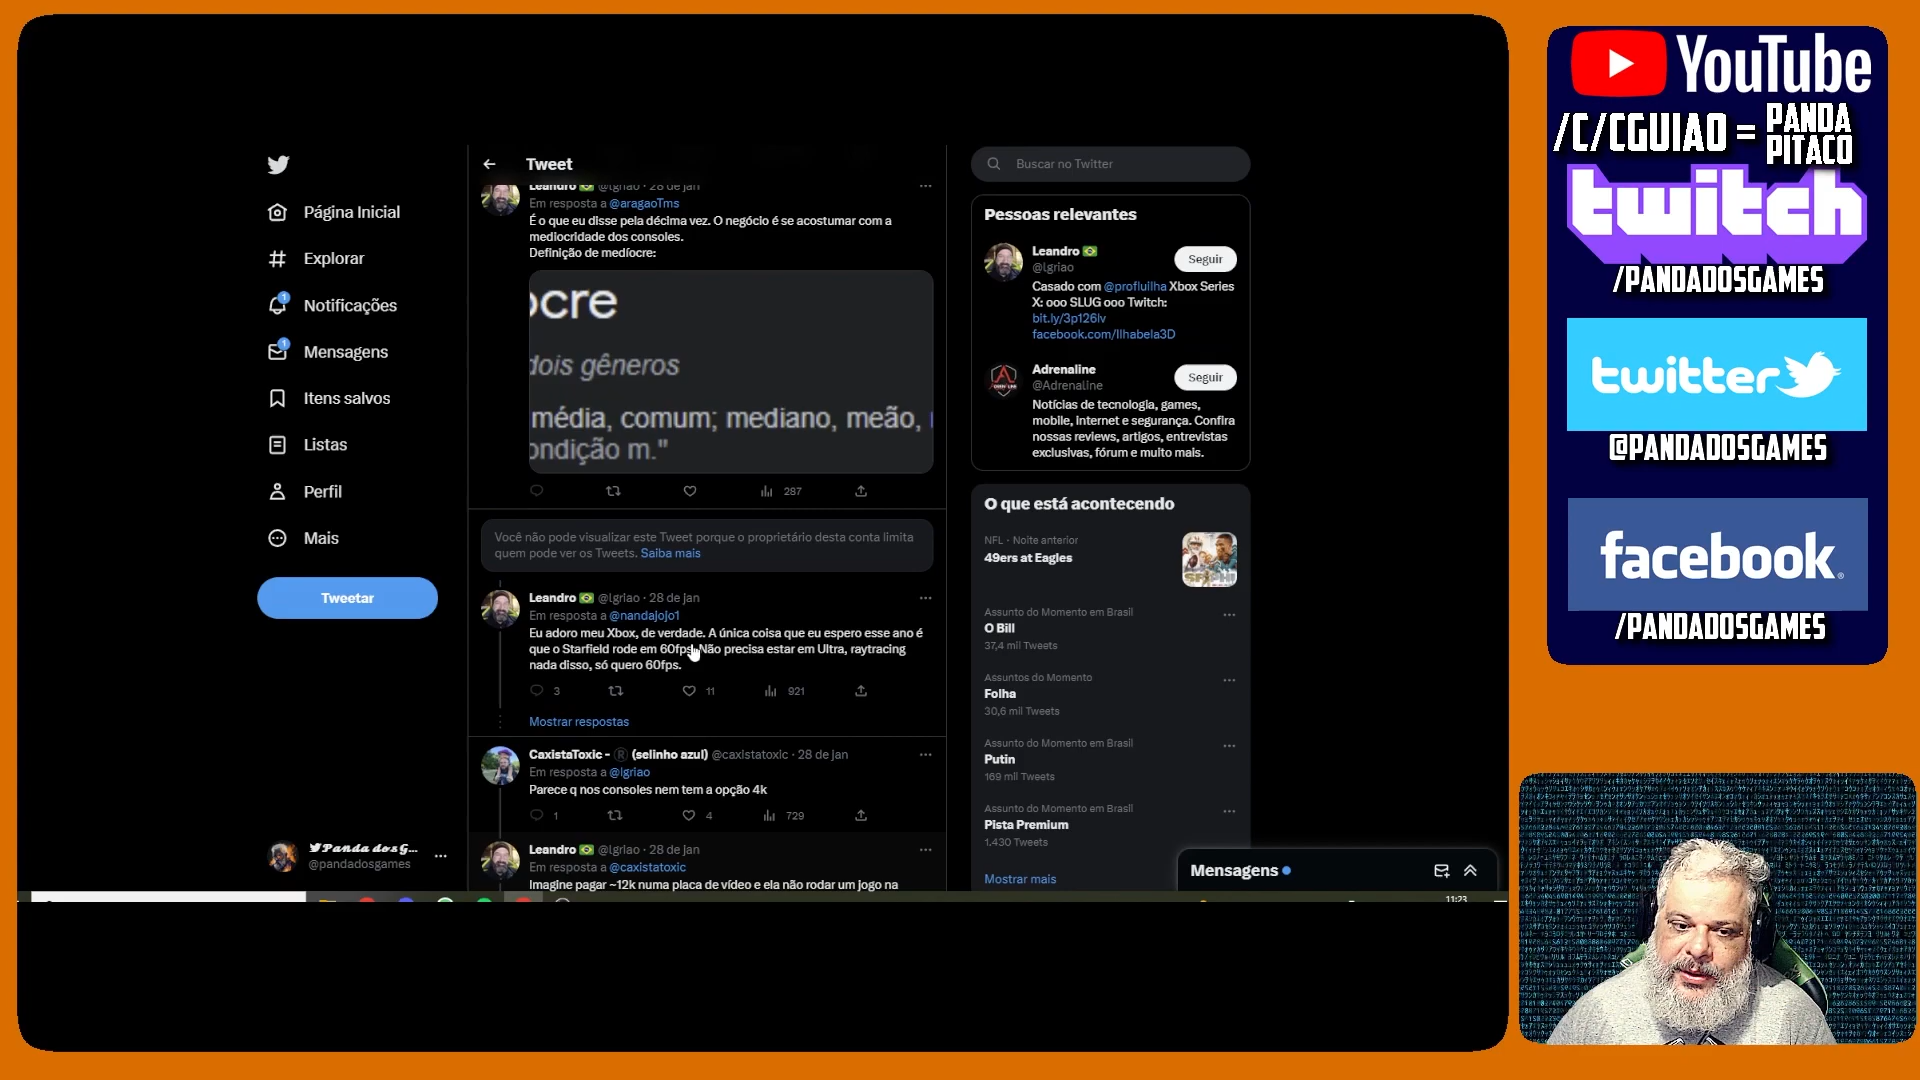 Página Inicial
Explorar
1
Notificações
1
Mensagens
Itens salvos
Listas
Perfil
Mais
Tweetar
Panda dos G...
@pandadosgames
Tweet
Leandro @lgriao · 28 de jan
Em resposta a @aragaoTms
É o que eu disse pela décima vez. O negócio é se acostumar com a
mediocridade dos consoles.
Definição de medíocre:
ocre
dois gêneros
média, comum; mediano, meão,
ondição m."
287
Você não pode visualizar este Tweet porque o proprietário desta conta limita
quem pode ver os Tweets. Saiba mais
Leandro @lgriao · 28 de jan
Em resposta a @nandajojo1
Eu adoro meu Xbox, de verdade. A única coisa que eu espero esse ano é
que o Starfield rode em 60fps. Não precisa estar em Ultra, raytracing
nada disso, só quero 60fps.
3 11 921
Mostrar respostas
CaxistaToxic - Ⓡ (selinho azul) @caxistatoxic · 28 de jan
Em resposta a @lgriao
Parece q nos consoles nem tem a opção 4k
1 4 729
Leandro @lgriao · 28 de jan
Em resposta a @caxistatoxic
Imagine pagar ~12k numa placa de vídeo e ela não rodar um jogo na
Buscar no Twitter
Pessoas relevantes
Leandro
@lgriao
Seguir
Casado com @profluilha Xbox Series
X: ooo SLUG ooo Twitch:
bit.ly/3p126lv
facebook.com/Ilhabela3D
Adrenaline
@Adrenaline
Seguir
Notícias de tecnologia, games,
mobile, internet e segurança. Confira
nossas reviews, artigos, entrevistas
exclusivas, fórum e muito mais.
O que está acontecendo
NFL · Noite anterior
49ers at Eagles
Assunto do Momento em Brasil
O Bill
37,4 mil Tweets
Assuntos do Momento
Folha
30,6 mil Tweets
Assunto do Momento em Brasil
Putin
169 mil Tweets
Assunto do Momento em Brasil
Pista Premium
1.430 Tweets
Mostrar mais
Mensagens
11:23
YouTube
/C/CGUIAO = PANDA PITACO
twitch
/PANDADOSGAMES
twitter
@PANDADOSGAMES
facebook
/PANDADOSGAMES